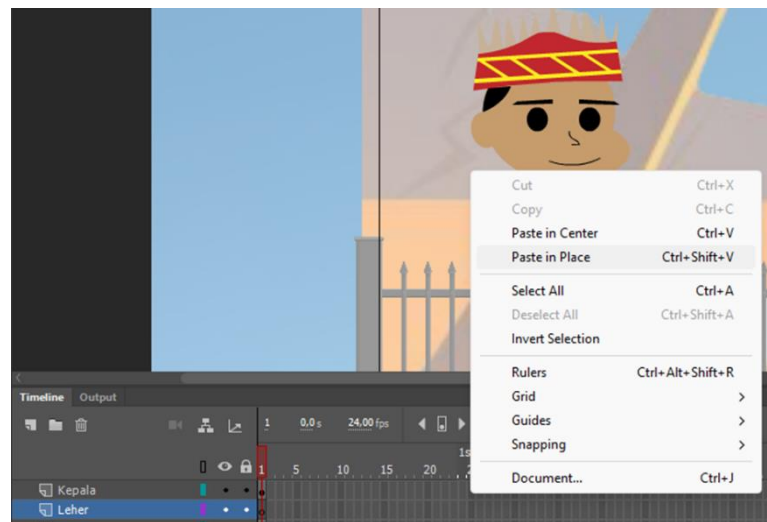 Cut Ctrl+X
Copy Ctrl+C
Paste in Center Ctrl+V
Paste in Place Ctrl+Shift+V
Select All Ctrl+A
Deselect All Ctrl+Shift+A
Invert Selection
Rulers Ctrl+Alt+Shift+R
Grid >
Guides >
Snapping >
Document... Ctrl+J
Timeline Output
1 0,0 s 24,00 fps
1s
1 5 10 15 20
Kepala
Leher